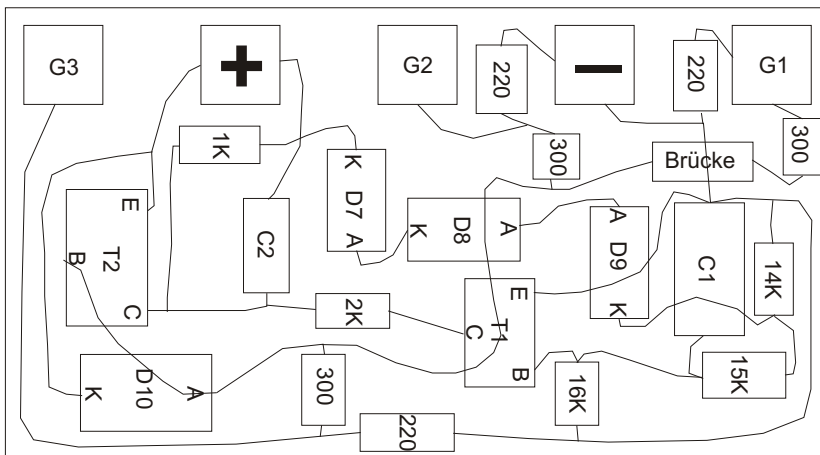 G3
+
G2
220
–
220
G1
1K
K
D7
A
300
Brücke
300
E
T2
B
C
C2
K
D8
A
A
D9
K
C1
14K
2K
E
T1
C
B
K
D10
A
300
16K
15K
220